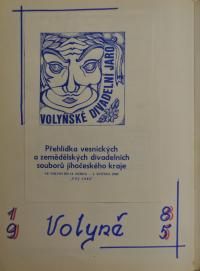 VOLYŇSKÉ DIVADELNÍ JARO
Přehlídka vesnických
a zemědělských divadelních
souborů jihočeského kraje
19 Volyně 85